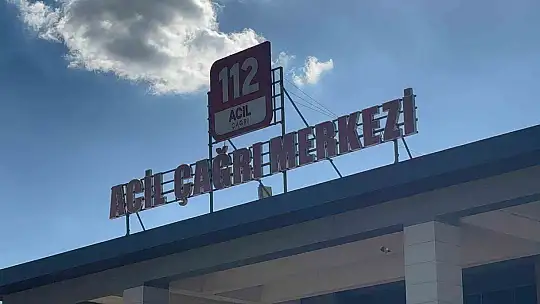 112
ACİL
ÇAĞRI
ACİL ÇAĞRI MERKEZİ